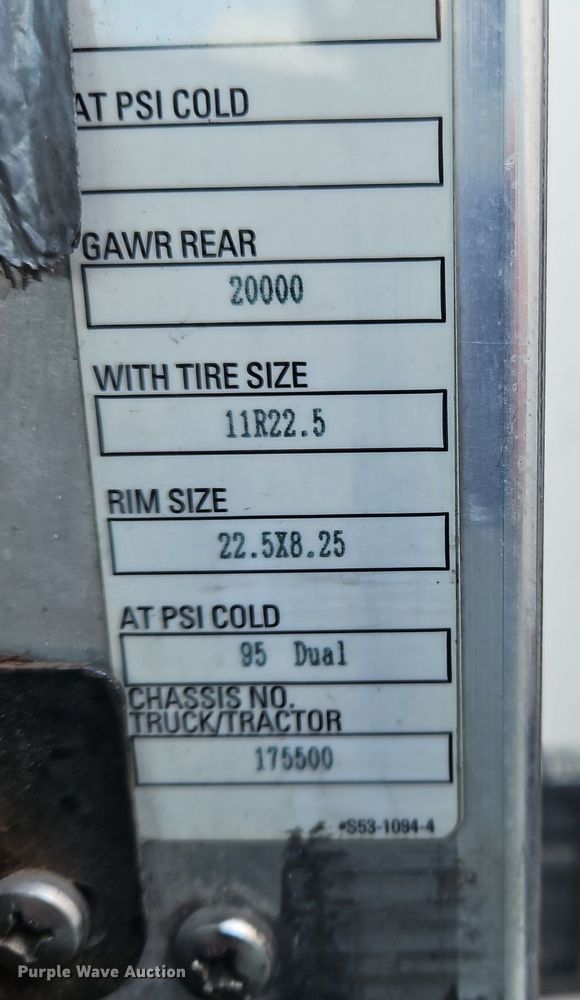 AT PSI COLD
GAWR REAR
20000
WITH TIRE SIZE
11R22.5
RIM SIZE
22.5X8.25
AT PSI COLD
95 Dual
CHASSIS NO.
TRUCK/TRACTOR
175500
•S53-1094-4
Purple Wave Auction